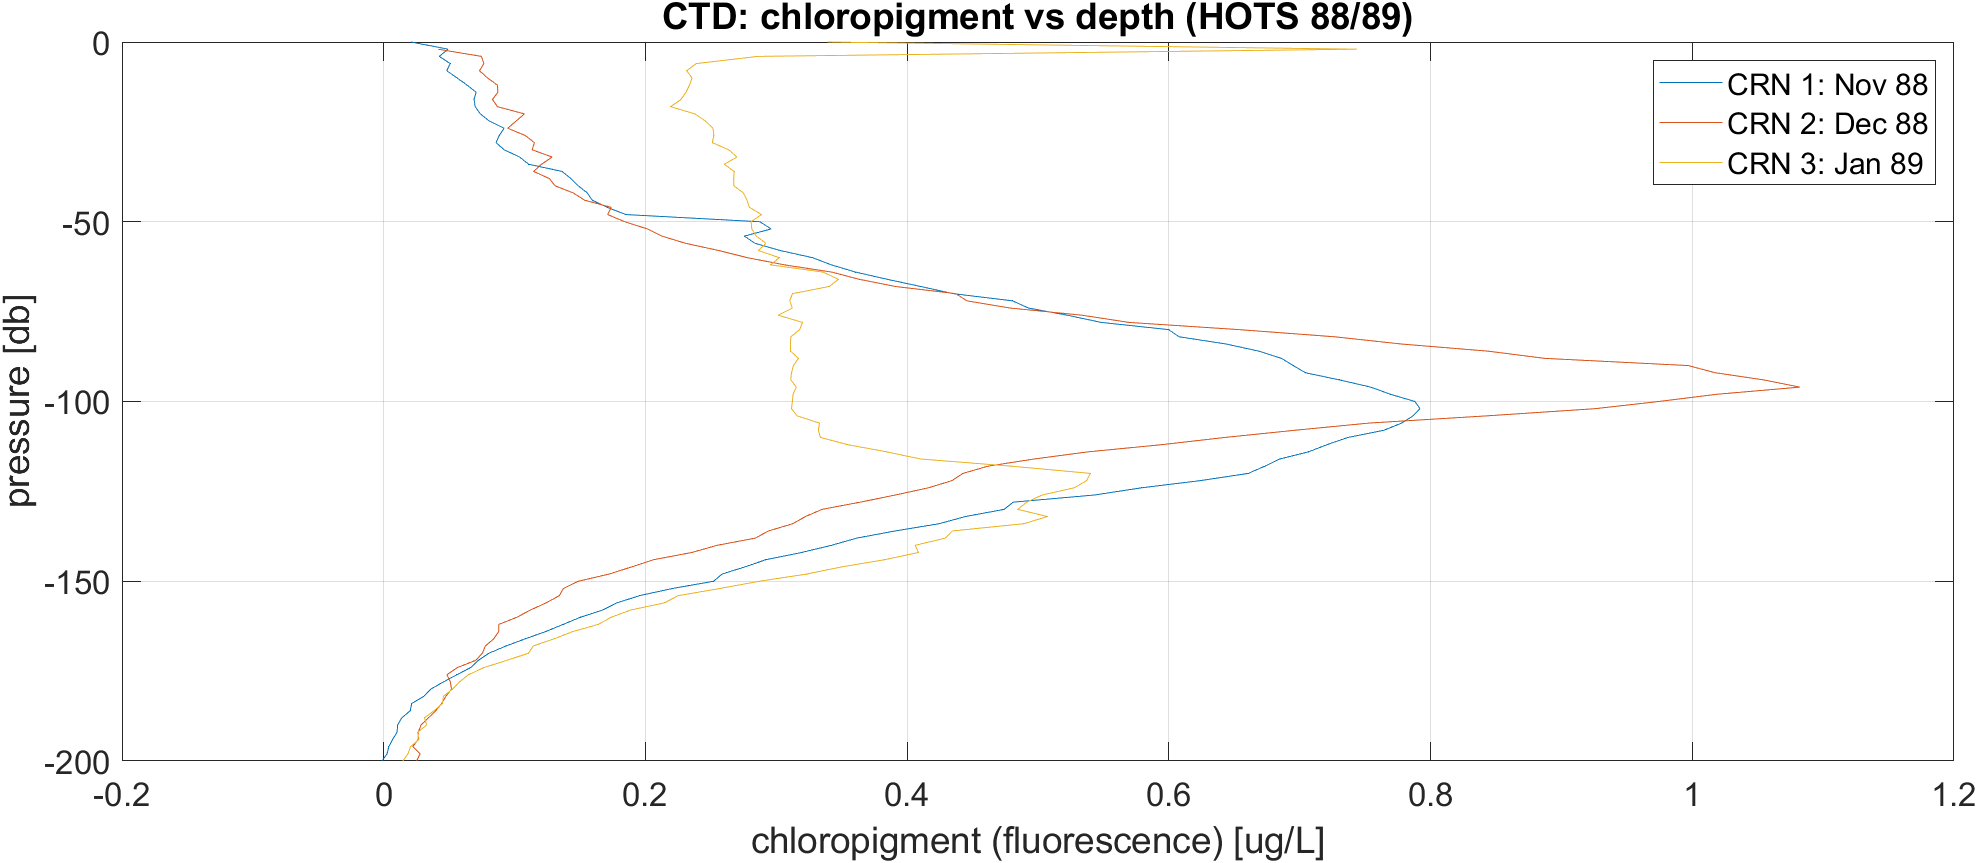 CTD: chloropigment vs depth (HOTS 88/89)
CRN 1: Nov 88
CRN 2: Dec 88
CRN 3: Jan 89
pressure [db]
0
-50
-100
-150
-200
-0.2 0 0.2 0.4 0.6 0.8 1 1.2
chloropigment (fluorescence) [ug/L]